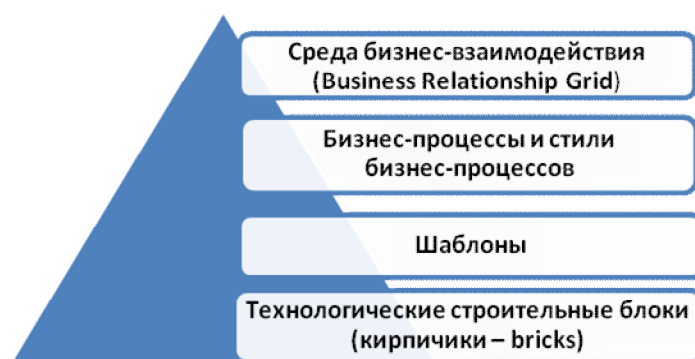 Среда бизнес-взаимодействия
(Business Relationship Grid)
Бизнес-процессы и стили
бизнес-процессов
Шаблоны
Технологические строительные блоки
(кирпичики – bricks)